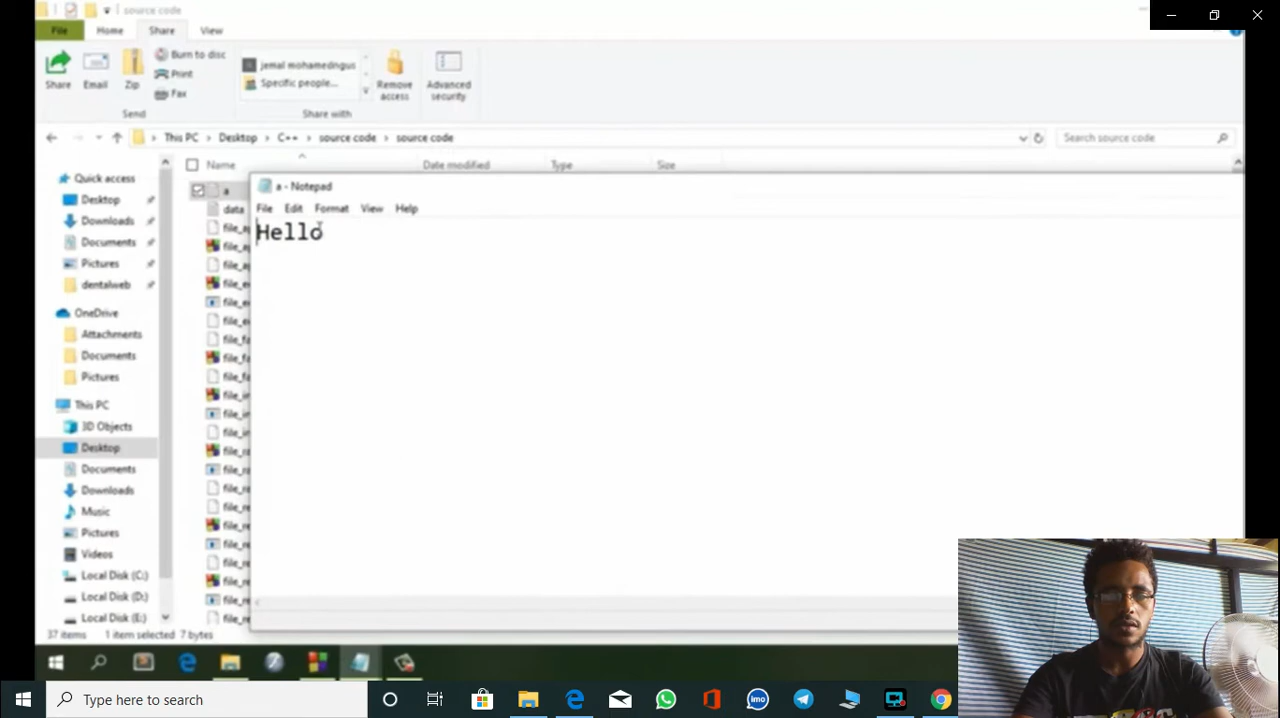 source code
File Home Share View
Share
Email
Zip
Burn to disc
Print
Fax
Send
jemal mohamedngus
Specific people...
Share with
Remove access
Advanced security
This PC > Desktop > C++ > source code > source code
Search source code
Name Date modified Type Size
Quick access
Desktop
Downloads
Documents
Pictures
dentalweb
OneDrive
Attachments
Documents
Pictures
This PC
3D Objects
Desktop
Documents
Downloads
Music
Pictures
Videos
Local Disk (C:)
Local Disk (D:)
Local Disk (E:)
a
data
a - Notepad
File Edit Format View Help
Hello
37 items 1 item selected 7 bytes
Type here to search
imo